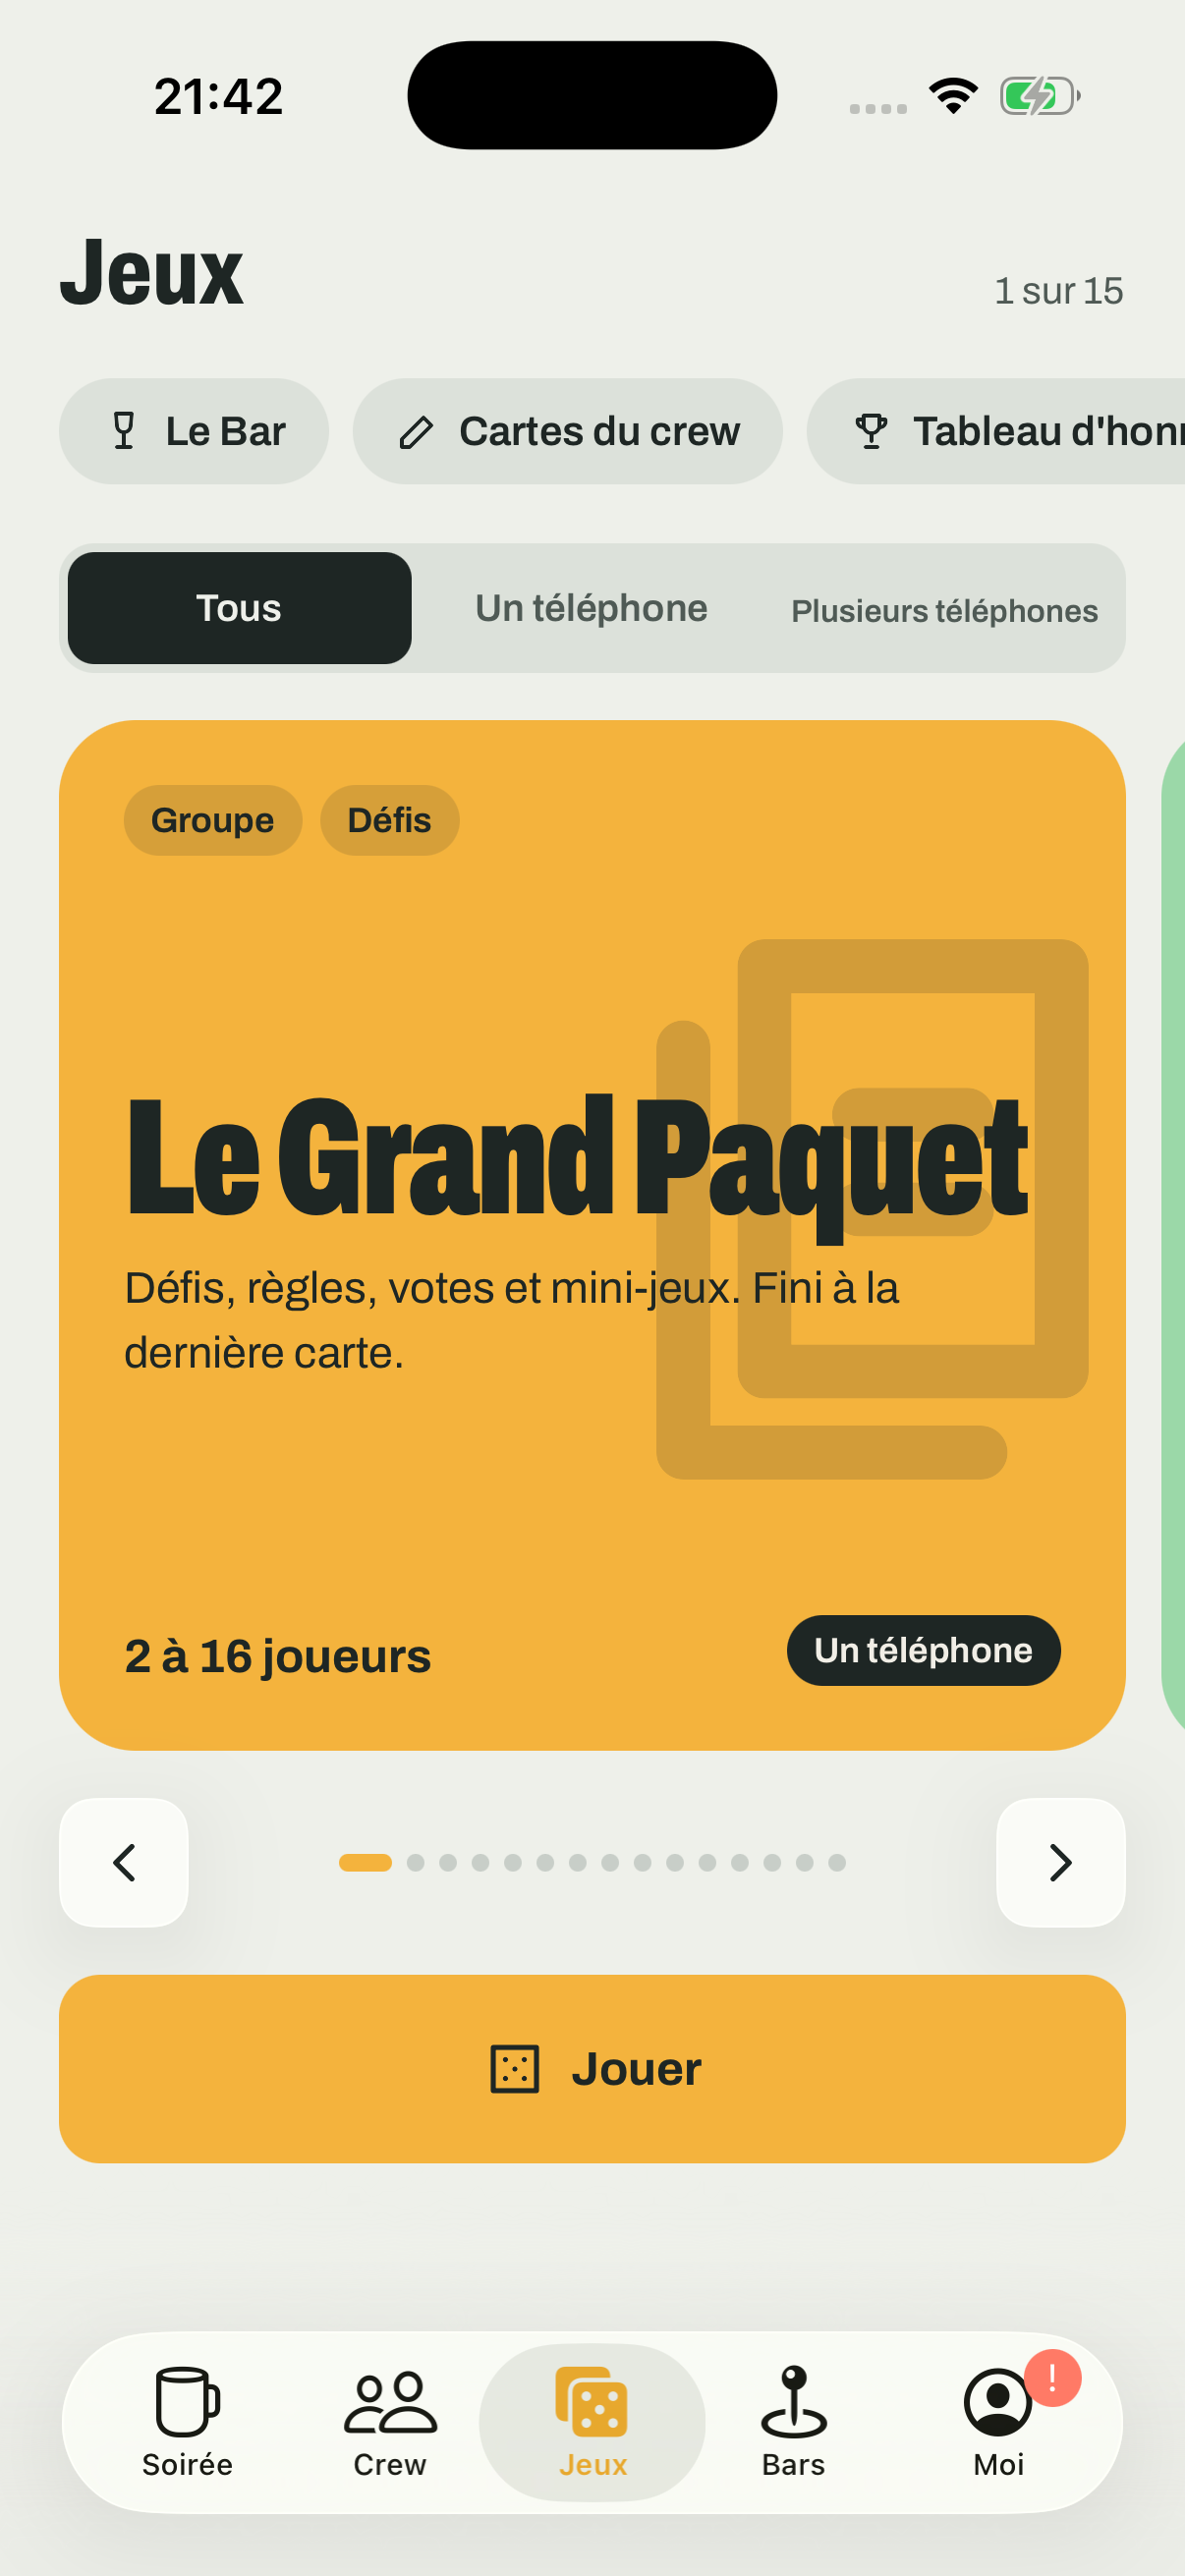 21:42
Jeux
1 sur 15
Le Bar
Cartes du crew
Tableau d'hon
Tous
Un téléphone
Plusieurs téléphones
Groupe
Défis
Le Grand Paquet
Défis, règles, votes et mini-jeux. Fini à la
dernière carte.
2 à 16 joueurs
Un téléphone
Jouer
Soirée
Crew
Jeux
Bars
Moi
!